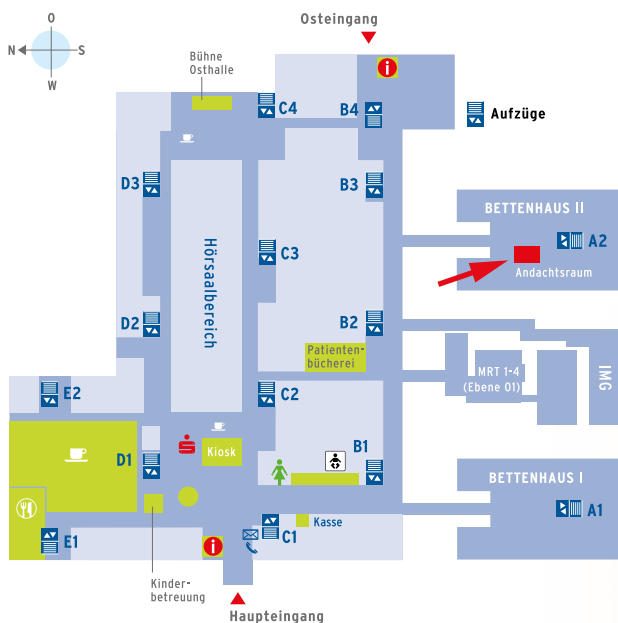 Osteingang
O
N
S
W
Bühne
Osthalle
C4
B4
Aufzüge
D3
B3
BETTENHAUS II
A2
Andachtsraum
Hörsaalbereich
C3
D2
B2
Patienten-
bücherei
MRT 1-4
(Ebene 01)
IMG
E2
C2
Kiosk
D1
B1
BETTENHAUS I
A1
Kasse
E1
C1
Kinder-
betreuung
Haupteingang